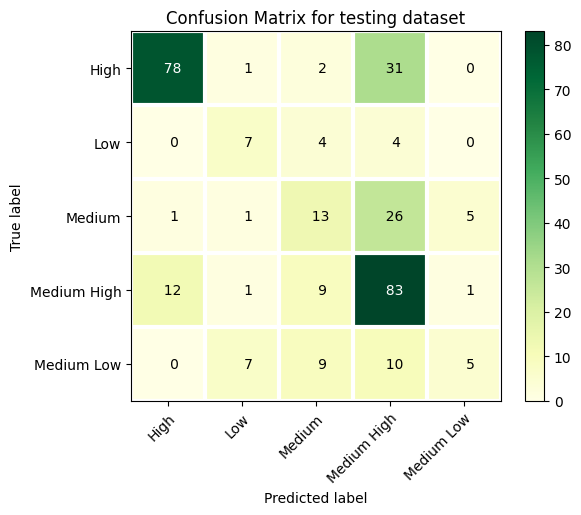 Confusion Matrix for testing dataset
True label
High 78 1 2 31 0
Low 0 7 4 4 0
Medium 1 1 13 26 5
Medium High 12 1 9 83 1
Medium Low 0 7 9 10 5
High Low Medium Medium High Medium Low
Predicted label
80
70
60
50
40
30
20
10
0